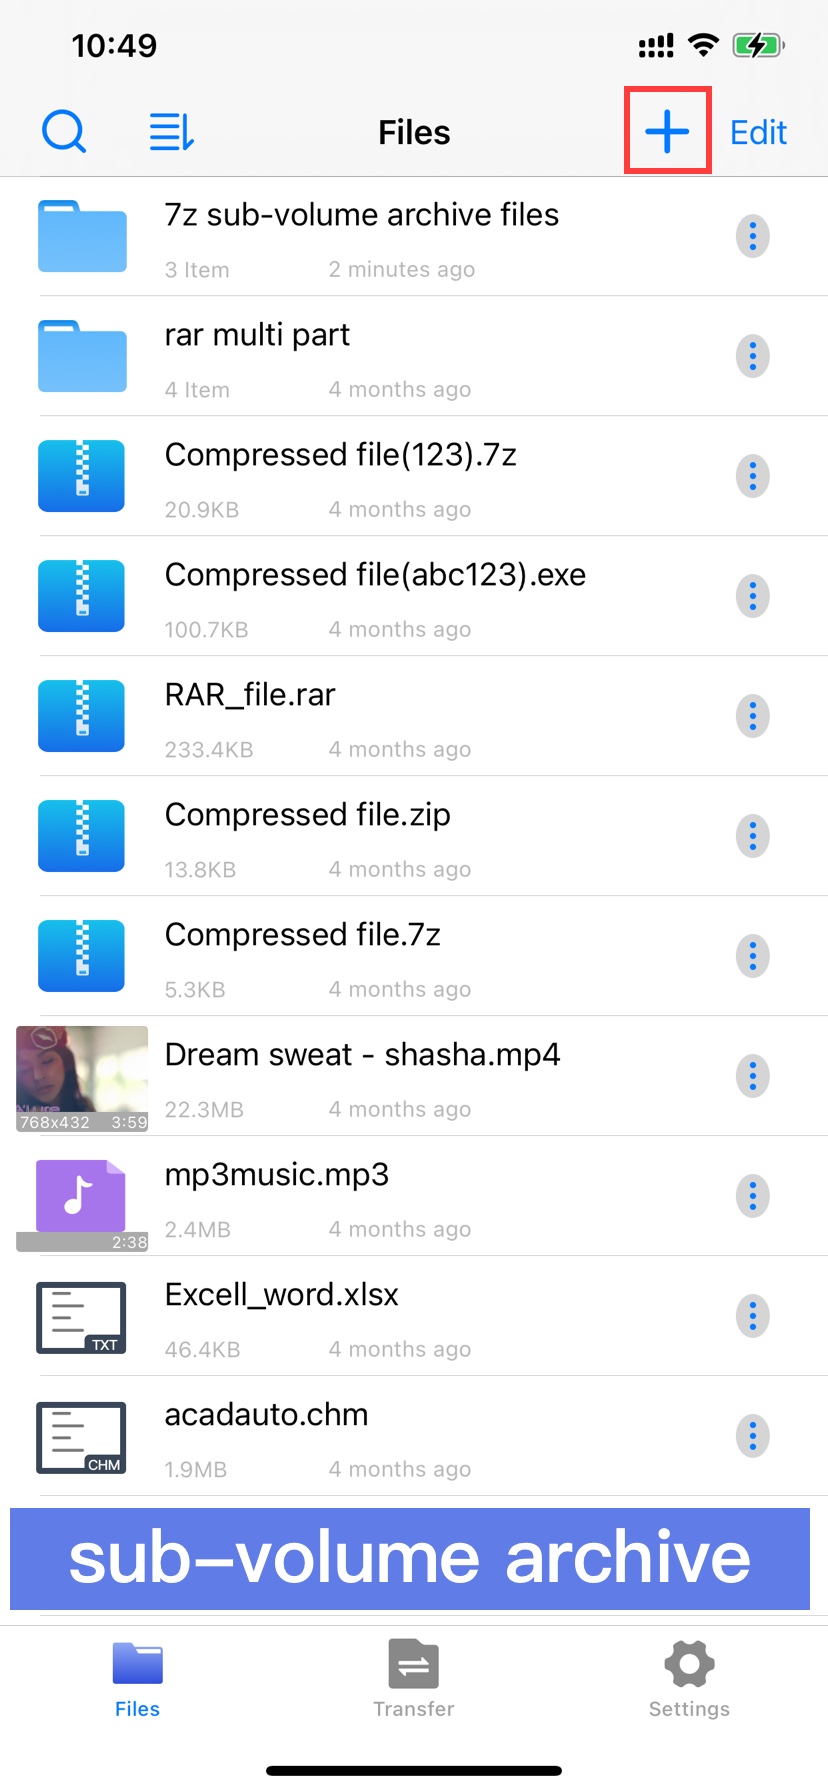 10:49
Files
Edit
7z sub-volume archive files
3 Item 2 minutes ago
rar multi part
4 Item 4 months ago
Compressed file(123).7z
20.9KB 4 months ago
Compressed file(abc123).exe
100.7KB 4 months ago
RAR_file.rar
233.4KB 4 months ago
Compressed file.zip
13.8KB 4 months ago
Compressed file.7z
5.3KB 4 months ago
Dream sweat - shasha.mp4
768x432 3:59
22.3MB 4 months ago
mp3music.mp3
2:38
2.4MB 4 months ago
Excell_word.xlsx
TXT
46.4KB 4 months ago
acadauto.chm
CHM
1.9MB 4 months ago
sub-volume archive
Files Transfer Settings